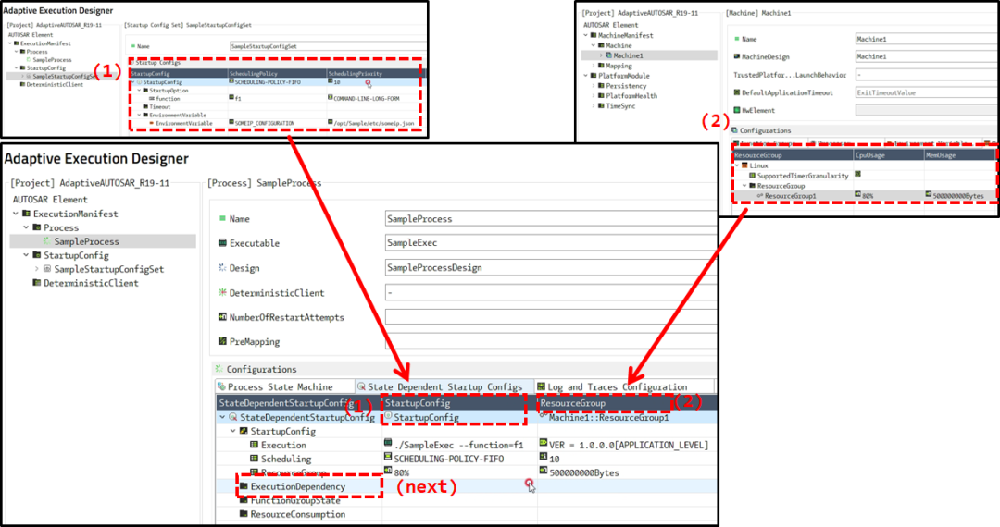 Adaptive Execution Designer
[Project] AdaptiveAUTOSAR_R19-11
[Startup Config Set] SampleStartupConfigSet
AUTOSAR Element
ExecutionManifest
Process
SampleProcess
StartupConfig
SampleStartupConfigSet
DeterministicClient
(1)
Name
SampleStartupConfigSet
Startup Configs
StartupConfig SchedulingPolicy SchedulingPriority
StartupConfig SCHEDULING-POLICY-FIFO 10
StartupOption
function f1 COMMAND-LINE-LONG-FORM
Timeout
EnvironmentVariable
EnvironmentVariable SOMEIP_CONFIGURATION /opt/Sample/etc/someip.json
[Project] AdaptiveAUTOSAR_R19-11
[Machine] Machine1
AUTOSAR Element
MachineManifest
Machine
Machine1
Mapping
PlatformModule
Persistency
PlatformHealth
TimeSync
Name Machine1
MachineDesign Machine1
TrustedPlatfor...LaunchBehavior -
DefaultApplicationTimeout ExitTimeoutValue
HwElement
(2)
Configurations
ResourceGroup CpuUsage MemUsage
Linux
SupportedTimerGranularity
ResourceGroup
ResourceGroup1 80% 500000000Bytes
Adaptive Execution Designer
[Project] AdaptiveAUTOSAR_R19-11
[Process] SampleProcess
AUTOSAR Element
ExecutionManifest
Process
SampleProcess
StartupConfig
SampleStartupConfigSet
DeterministicClient
Name SampleProcess
Executable SampleExec
Design SampleProcessDesign
DeterministicClient -
NumberOfRestartAttempts
PreMapping
Configurations
Process State Machine State Dependent Startup Configs Log and Traces Configuration
StateDependentStartupConfig (1) StartupConfig ResourceGroup (2)
StateDependentStartupConfig StartupConfig Machine1::ResourceGroup1
StartupConfig
Execution ./SampleExec --function=f1 VER = 1.0.0.0[APPLICATION_LEVEL]
Scheduling SCHEDULING-POLICY-FIFO 10
ResourceGroup 80% 500000000Bytes
ExecutionDependency (next)
FunctionGroupState
ResourceConsumption